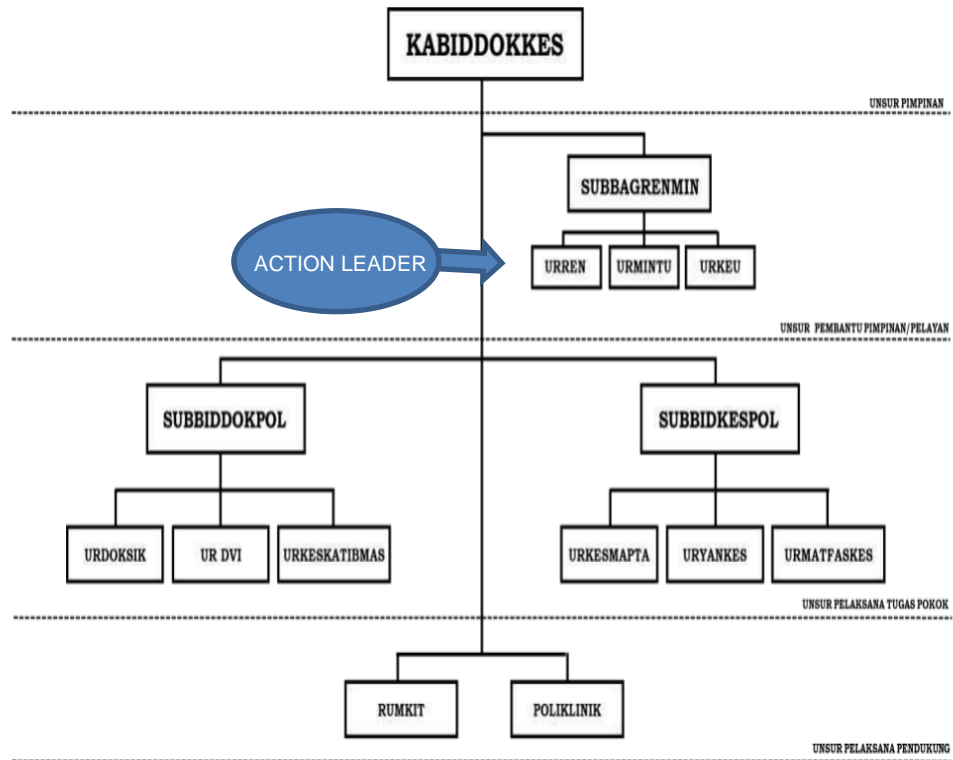 KABIDDOKKES
UNSUR PIMPINAN
SUBBAGRENMIN
ACTION LEADER
URREN
URMINTU
URKEU
UNSUR PEMBANTU PIMPINAN/PELAYAN
SUBBIDDOKPOL
SUBBIDKESPOL
URDOKSIK
UR DVI
URKESKATIBMAS
URKESMAPTA
URYANKES
URMATFASKES
UNSUR PELAKSANA TUGAS POKOK
RUMKIT
POLIKLINIK
UNSUR PELAKSANA PENDUKUNG